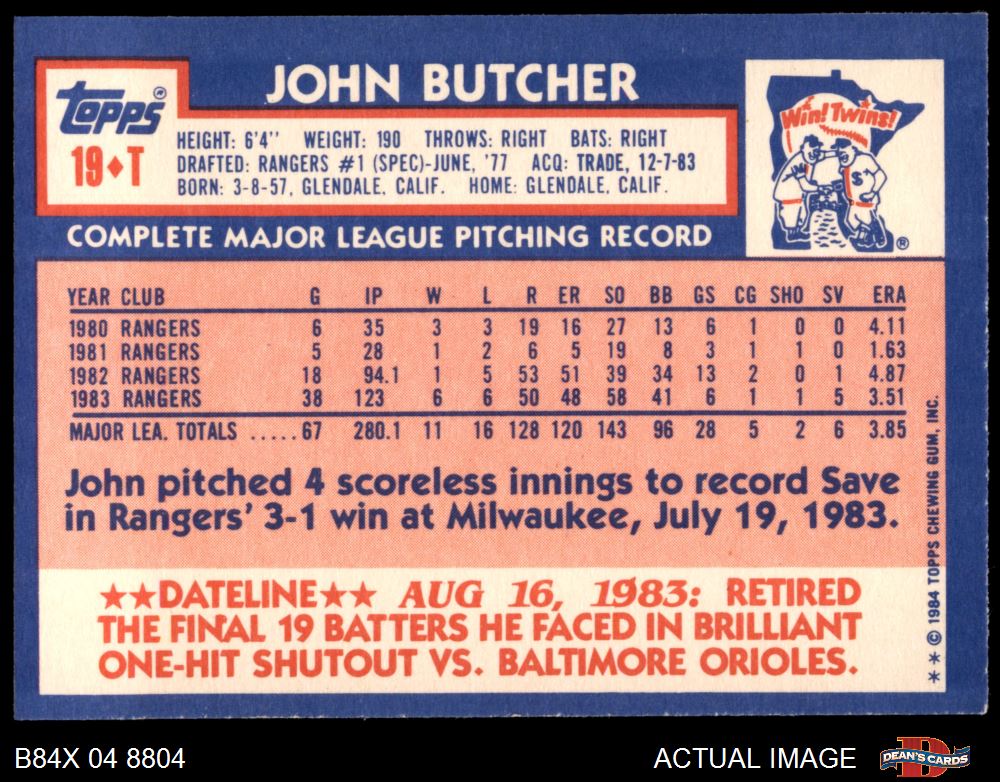 JOHN BUTCHER
Topps®
19♦T
HEIGHT: 6'4'' WEIGHT: 190 THROWS: RIGHT BATS: RIGHT
DRAFTED: RANGERS #1 (SPEC)-JUNE, '77 ACQ: TRADE, 12-7-83
BORN: 3-8-57, GLENDALE, CALIF. HOME: GLENDALE, CALIF.
Win! Twins!
®
COMPLETE MAJOR LEAGUE PITCHING RECORD
YEAR CLUB G IP W L R ER SO BB GS CG SHO SV ERA
1980 RANGERS 6 35 3 3 19 16 27 13 6 1 0 0 4.11
1981 RANGERS 5 28 1 2 6 5 19 8 3 1 1 0 1.63
1982 RANGERS 18 94.1 1 5 53 51 39 34 13 2 0 1 4.87
1983 RANGERS 38 123 6 6 50 48 58 41 6 1 1 5 3.51
MAJOR LEA. TOTALS .....67 280.1 11 16 128 120 143 96 28 5 2 6 3.85
John pitched 4 scoreless innings to record Save
in Rangers' 3-1 win at Milwaukee, July 19, 1983.
★★DATELINE★★ AUG 16, 1983: RETIRED
THE FINAL 19 BATTERS HE FACED IN BRILLIANT
ONE-HIT SHUTOUT VS. BALTIMORE ORIOLES.
**© 1984 TOPPS CHEWING GUM, INC.
B84X 04 8804
ACTUAL IMAGE
DEAN'S CARDS